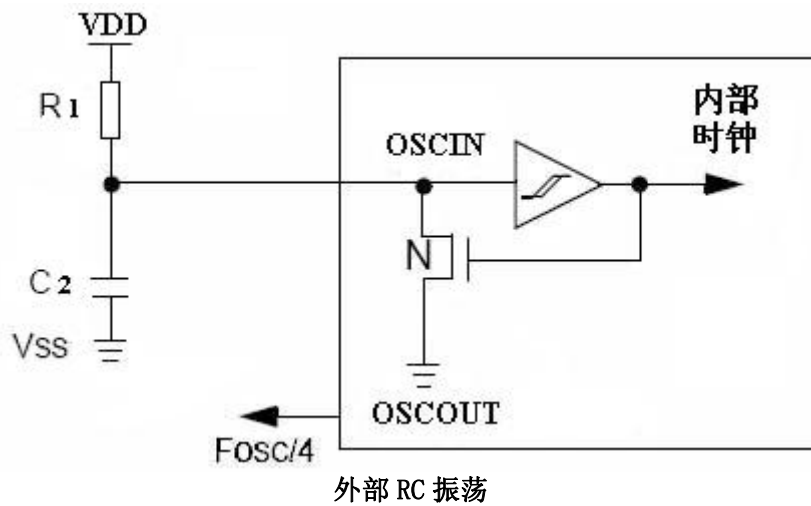 VDD
R1
OSCIN
内部
时钟
N
C2
VSS
OSCOUT
FOSC/4
外部 RC 振荡